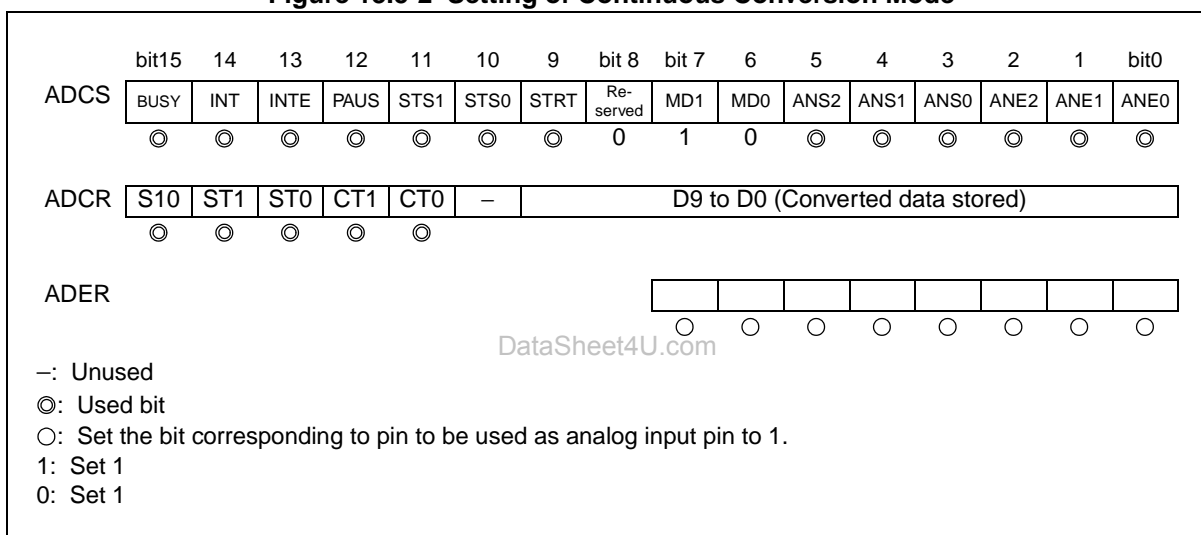 Figure 16.5-2 Setting of Continuous Conversion Mode
bit15 14 13 12 11 10 9 bit 8 bit 7 6 5 4 3 2 1 bit0
ADCS BUSY INT INTE PAUS STS1 STS0 STRT Re-served MD1 MD0 ANS2 ANS1 ANS0 ANE2 ANE1 ANE0
◎ ◎ ◎ ◎ ◎ ◎ ◎ 0 1 0 ◎ ◎ ◎ ◎ ◎ ◎
ADCR S10 ST1 ST0 CT1 CT0 – D9 to D0 (Converted data stored)
◎ ◎ ◎ ◎ ◎
ADER
○ ○ ○ ○ ○ ○ ○ ○
DataSheet4U.com
–: Unused
◎: Used bit
○: Set the bit corresponding to pin to be used as analog input pin to 1.
1: Set 1
0: Set 1